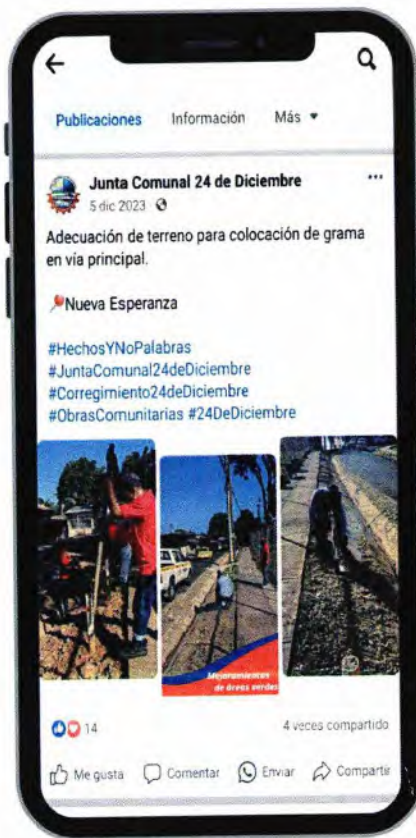 Publicaciones Información Más
Junta Comunal 24 de Diciembre
5 dic 2023
Adecuación de terreno para colocación de grama
en vía principal.
Nueva Esperanza
#HechosYNoPalabras
#JuntaComunal24deDiciembre
#Corregimiento24deDiciembre
#ObrasComunitarias #24DeDiciembre
Mejoramientos
de áreas verdes
14 4 veces compartido
Me gusta Comentar Enviar Compartir